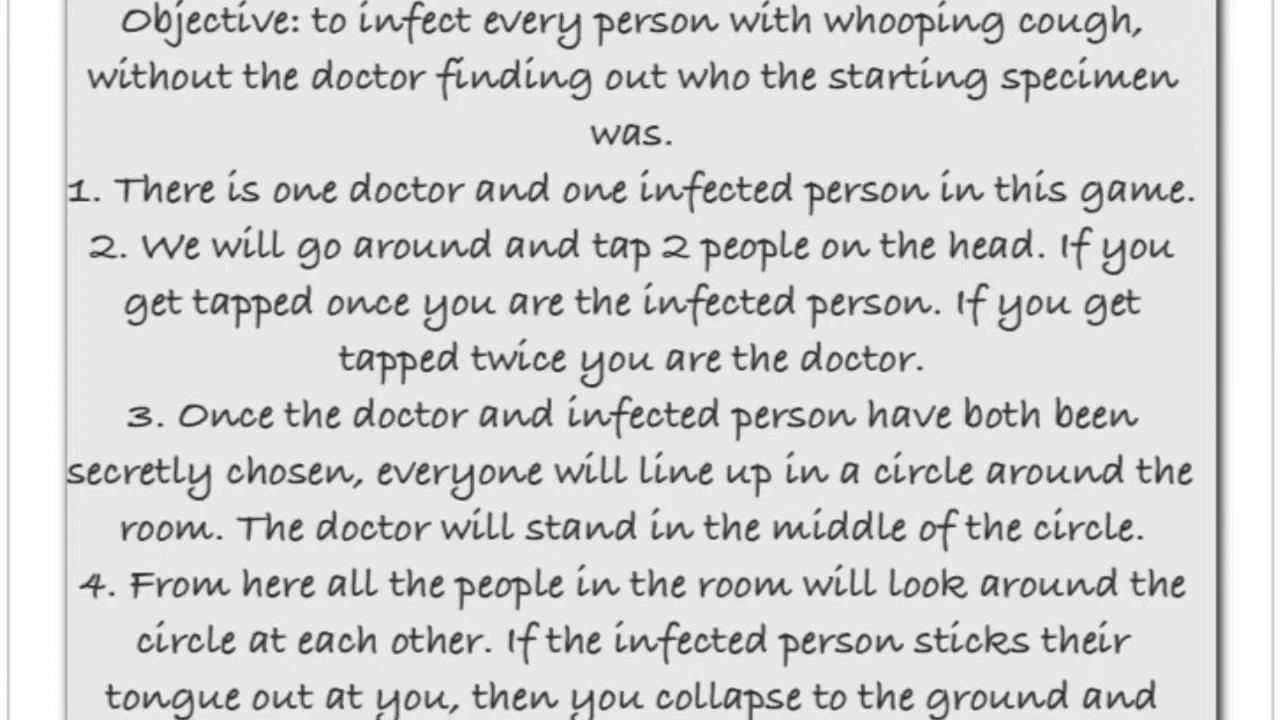 Objective: to infect every person with whooping cough,
without the doctor finding out who the starting specimen
was.
1. There is one doctor and one infected person in this game.
2. We will go around and tap 2 people on the head. If you
get tapped once you are the infected person. If you get
tapped twice you are the doctor.
3. Once the doctor and infected person have both been
secretly chosen, everyone will line up in a circle around the
room. The doctor will stand in the middle of the circle.
4. From here all the people in the room will look around the
circle at each other. If the infected person sticks their
tongue out at you, then you collapse to the ground and